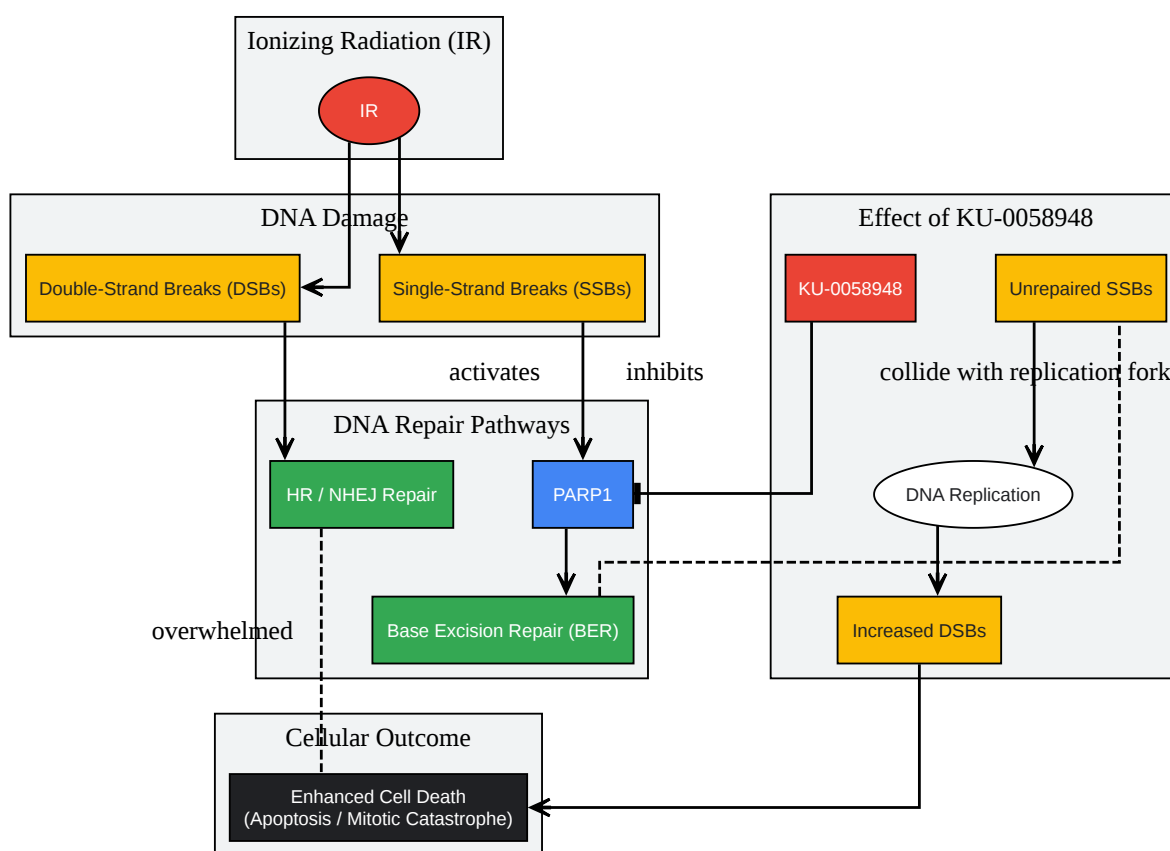 Ionizing Radiation (IR)
IR
DNA Damage
Effect of KU-0058948
Double-Strand Breaks (DSBs)
Single-Strand Breaks (SSBs)
KU-0058948
Unrepaired SSBs
activates
inhibits
collide with replication fork
DNA Repair Pathways
HR / NHEJ Repair
PARP1
DNA Replication
overwhelmed
Base Excision Repair (BER)
Increased DSBs
Cellular Outcome
Enhanced Cell Death
(Apoptosis / Mitotic Catastrophe)